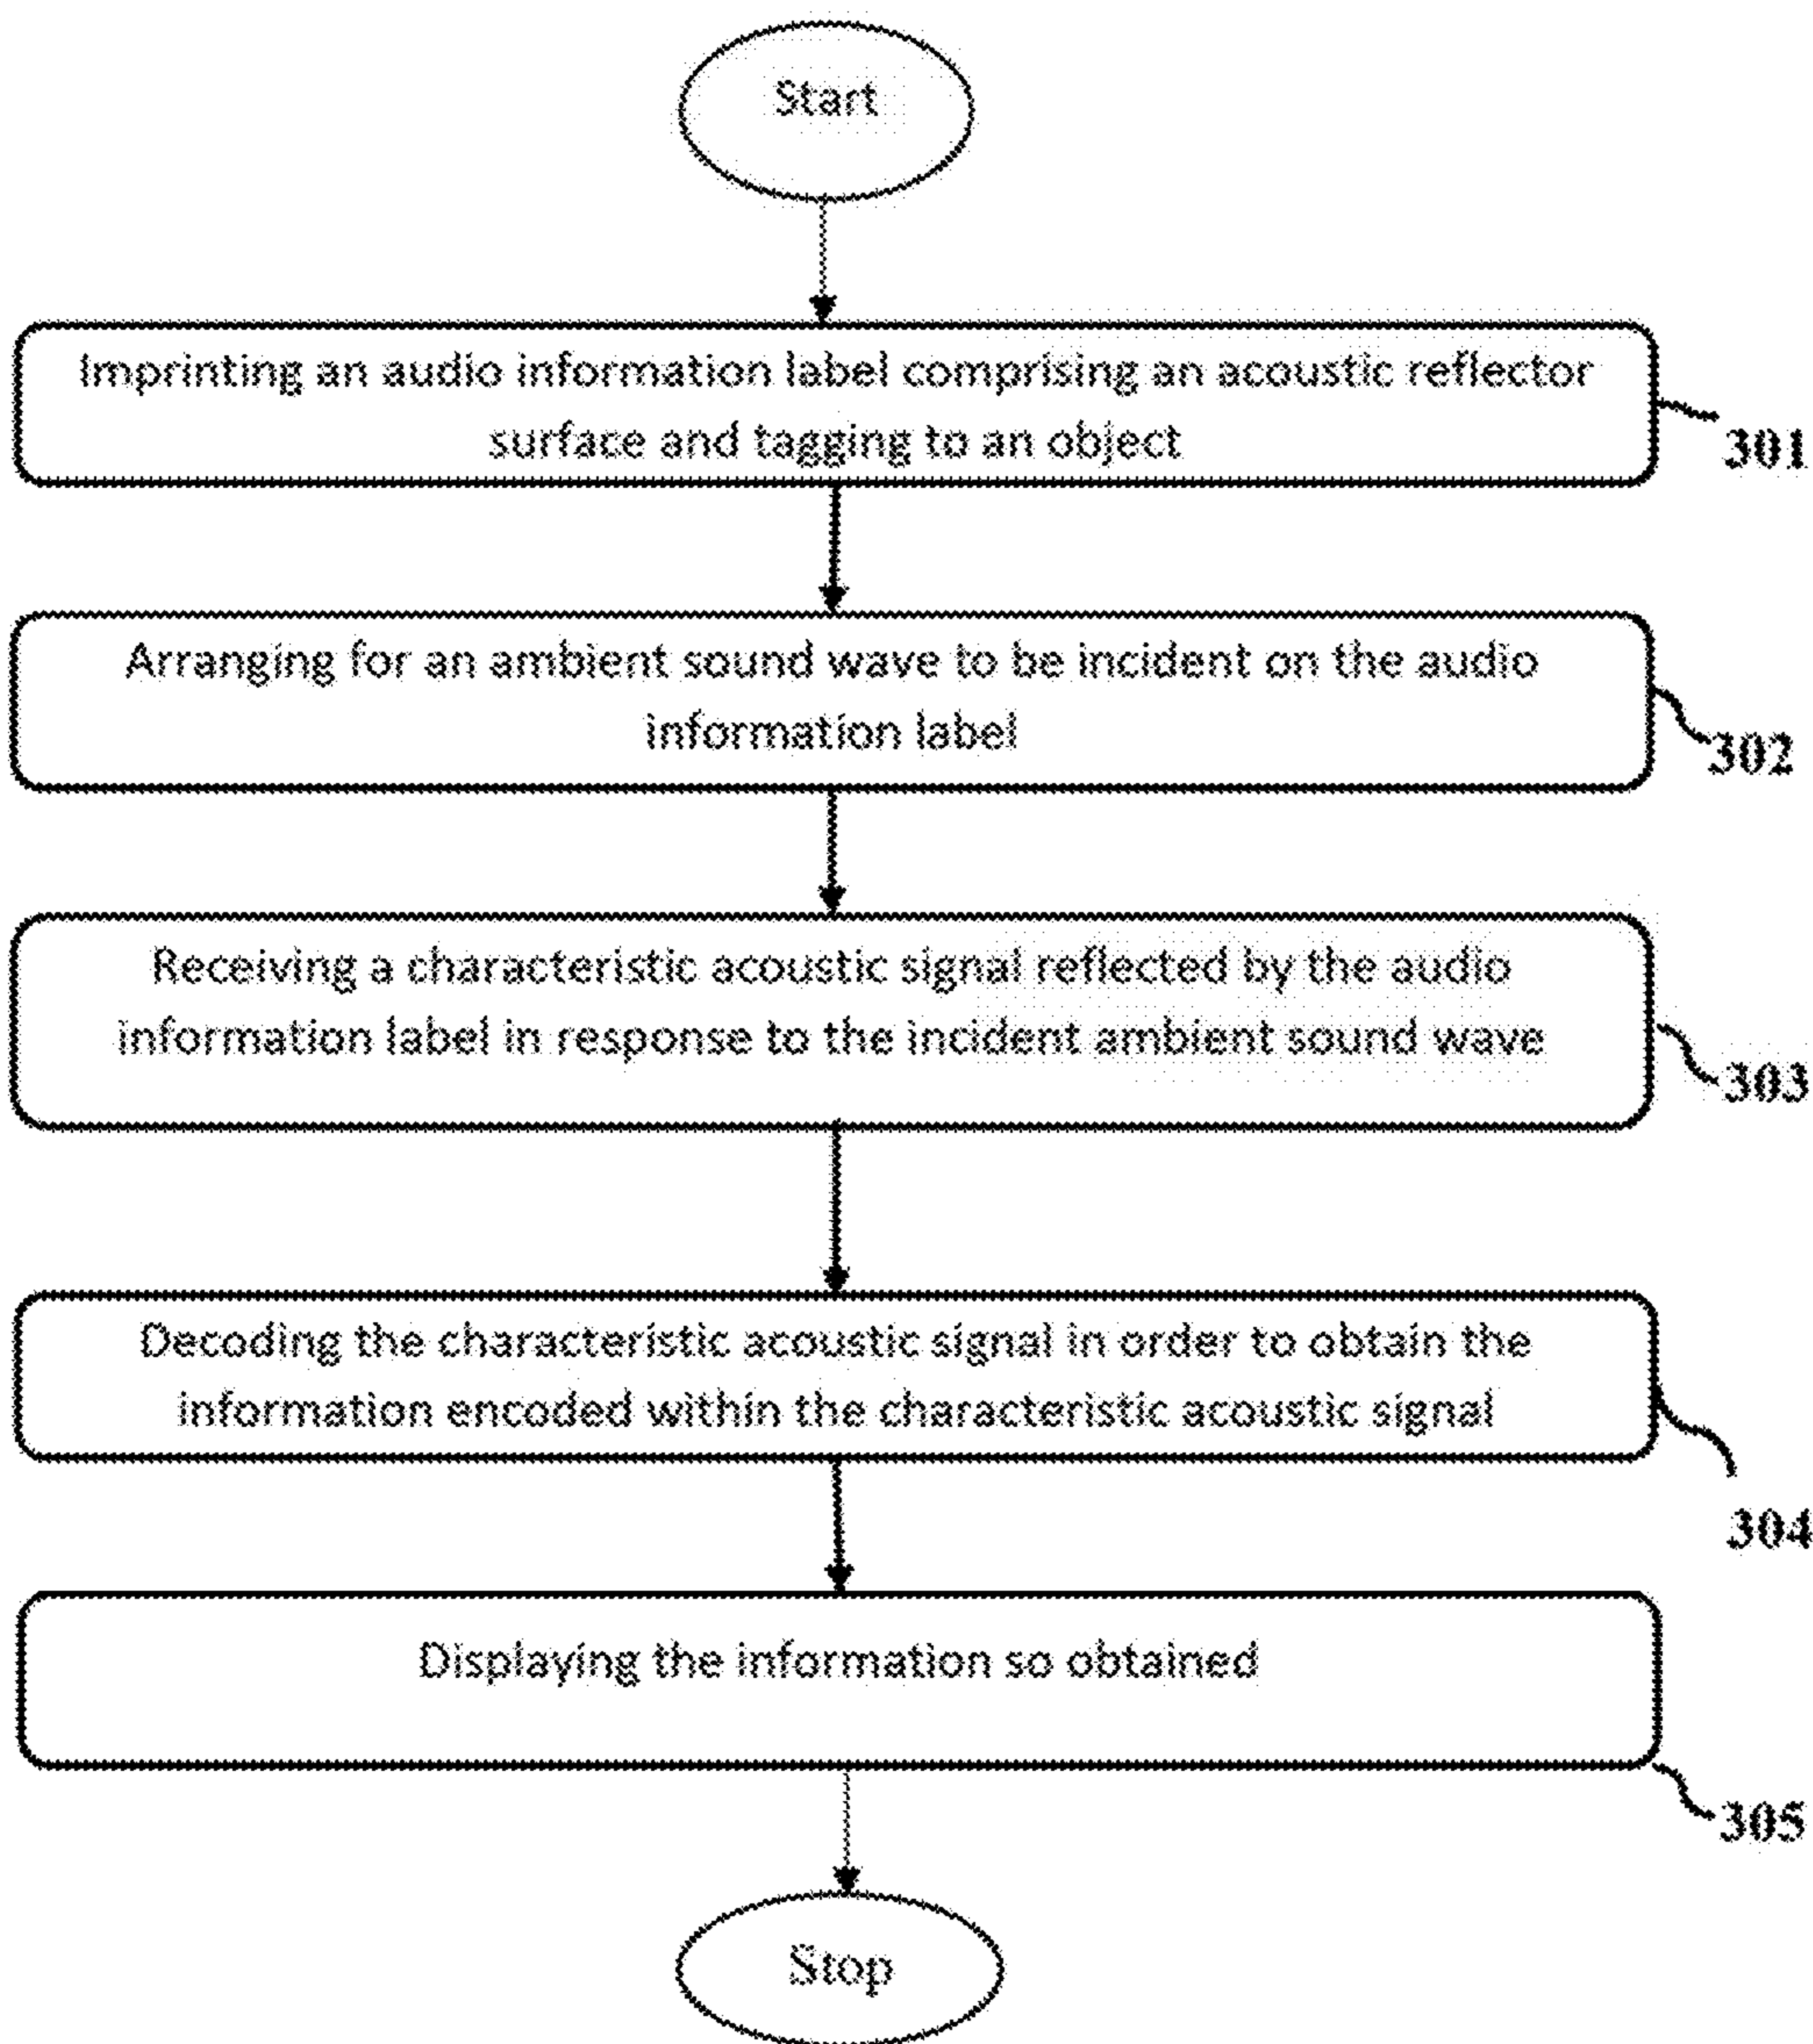 Start
Imprinting an audio information label comprising an acoustic reflector
surface and tagging to an object
301
Arranging for an ambient sound wave to be incident on the audio
information label
302
Receiving a characteristic acoustic signal reflected by the audio
information label in response to the incident ambient sound wave
303
Decoding the characteristic acoustic signal in order to obtain the
information encoded within the characteristic acoustic signal
304
Displaying the information so obtained
305
Stop